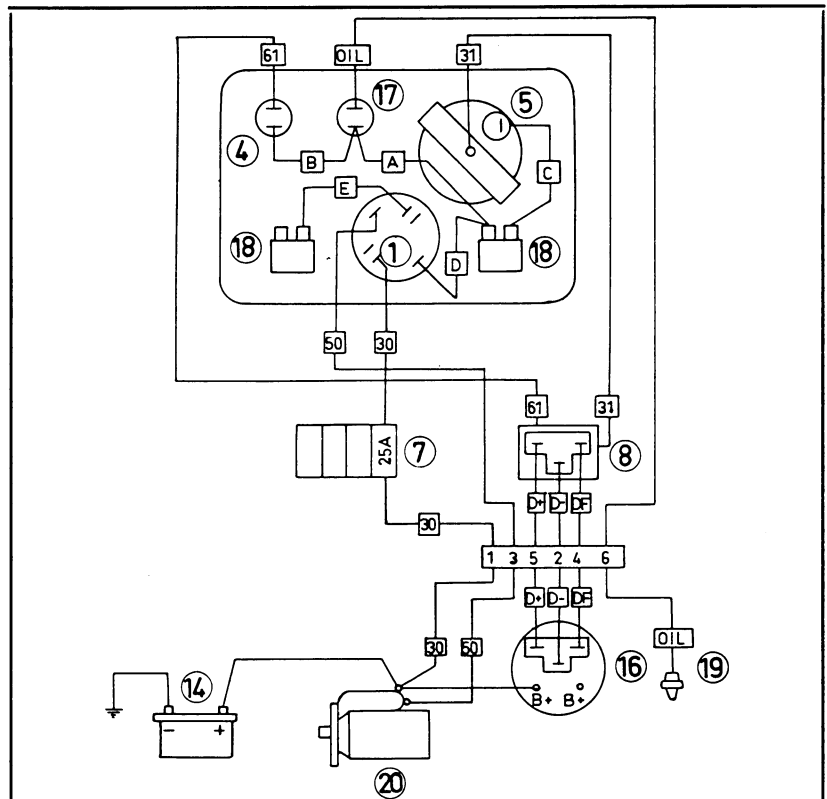 61 OIL 31
17 5
4 B A C
E
18 1 D 18
50 30
61 31
25A 7 8
D+ D- DF
30
1 3 5 2 4 6
D+ D- DF
30 50 OIL
14 16 19
B+ B+
- +
20